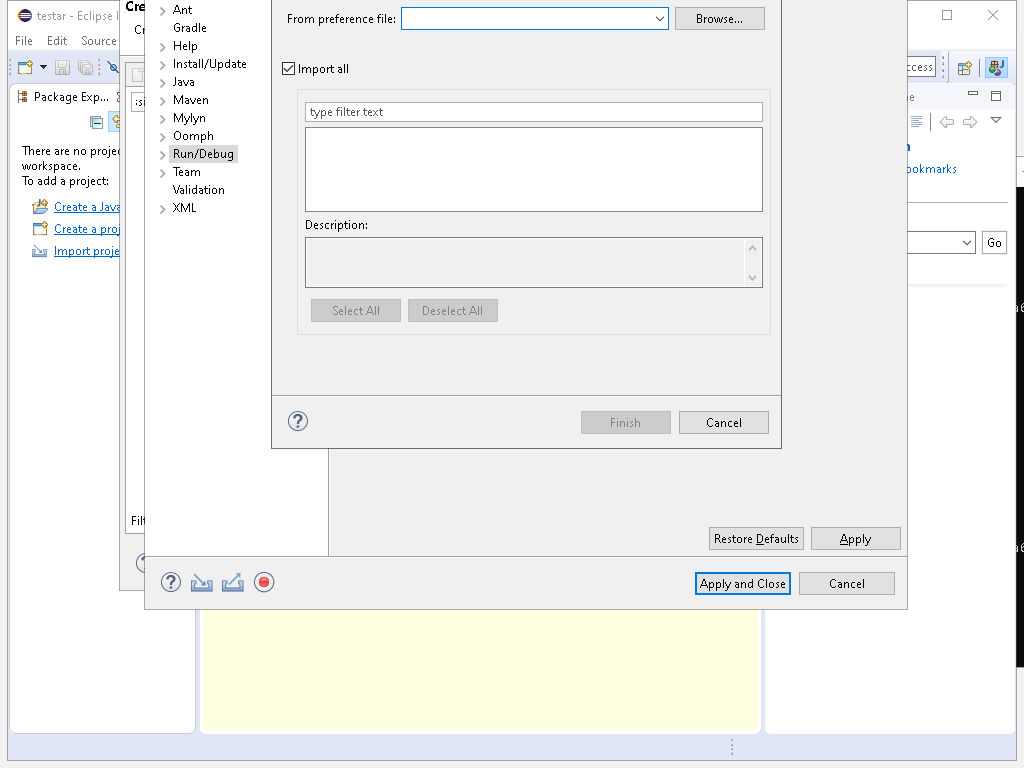 testar - Eclipse I
File Edit Source
Package Exp...
There are no proje
workspace.
To add a project:
Create a Java
Create a proj
Import proje
Cre
Cr
Filt
Ant
Gradle
Help
Install/Update
Java
Maven
Mylyn
Oomph
Run/Debug
Team
Validation
XML
From preference file:
Browse...
Import all
type filter text
Description:
Select All
Deselect All
Finish
Cancel
Restore Defaults
Apply
Apply and Close
Cancel
ccess
ookmarks
Go